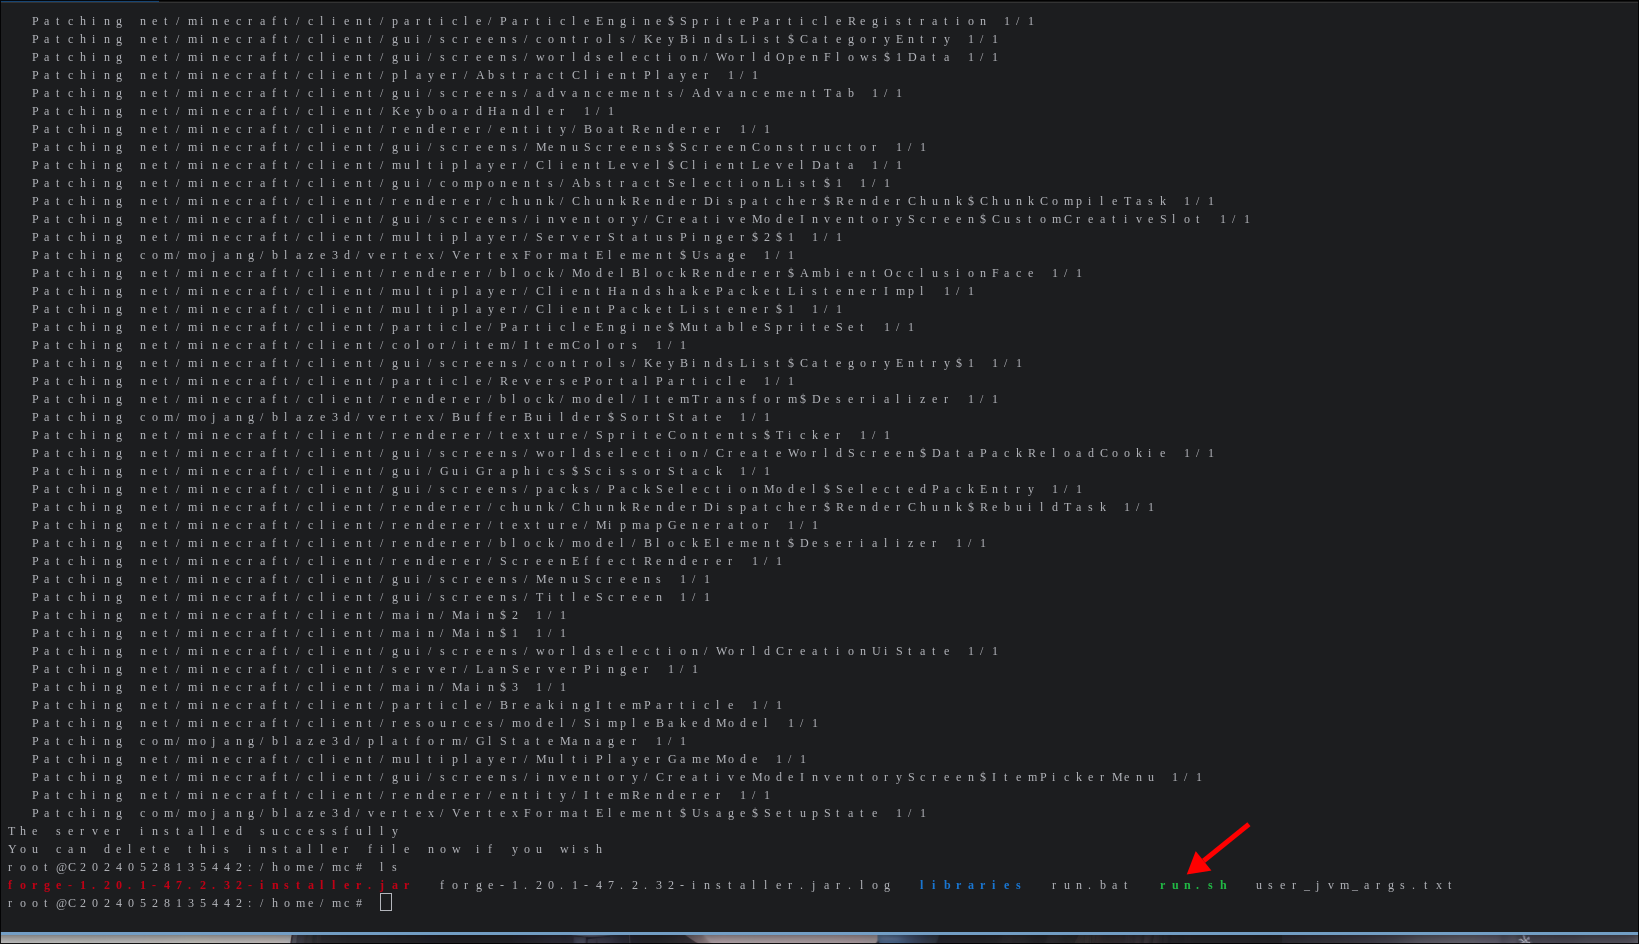 Patching net/minecraft/client/particle/ParticleEngine$SpriteParticleRegistration 1/1
Patching net/minecraft/client/gui/screens/controls/KeyBindsList$CategoryEntry 1/1
Patching net/minecraft/client/gui/screens/worldselection/WorldOpenFlows$1Data 1/1
Patching net/minecraft/client/player/AbstractClientPlayer 1/1
Patching net/minecraft/client/gui/screens/advancements/AdvancementTab 1/1
Patching net/minecraft/client/KeyboardHandler 1/1
Patching net/minecraft/client/renderer/entity/BoatRenderer 1/1
Patching net/minecraft/client/gui/screens/MenuScreens$ScreenConstructor 1/1
Patching net/minecraft/client/multiplayer/ClientLevel$ClientLevelData 1/1
Patching net/minecraft/client/gui/components/AbstractSelectionList$1 1/1
Patching net/minecraft/client/renderer/chunk/ChunkRenderDispatcher$RenderChunk$ChunkCompileTask 1/1
Patching net/minecraft/client/gui/screens/inventory/CreativeModeInventoryScreen$CustomCreativeSlot 1/1
Patching net/minecraft/client/multiplayer/ServerStatusPinger$2$1 1/1
Patching com/mojang/blaze3d/vertex/VertexFormatElement$Usage 1/1
Patching net/minecraft/client/renderer/block/ModelBlockRenderer$AmbientOcclusionFace 1/1
Patching net/minecraft/client/multiplayer/ClientHandshakePacketListenerImpl 1/1
Patching net/minecraft/client/multiplayer/ClientPacketListener$1 1/1
Patching net/minecraft/client/particle/ParticleEngine$MutableSpriteSet 1/1
Patching net/minecraft/client/color/item/ItemColors 1/1
Patching net/minecraft/client/gui/screens/controls/KeyBindsList$CategoryEntry$1 1/1
Patching net/minecraft/client/particle/ReversePortalParticle 1/1
Patching net/minecraft/client/renderer/block/model/ItemTransform$Deserializer 1/1
Patching com/mojang/blaze3d/vertex/BufferBuilder$SortState 1/1
Patching net/minecraft/client/renderer/texture/SpriteContents$Ticker 1/1
Patching net/minecraft/client/gui/screens/worldselection/CreateWorldScreen$DataPackReloadCookie 1/1
Patching net/minecraft/client/gui/GuiGraphics$ScissorStack 1/1
Patching net/minecraft/client/gui/screens/packs/PackSelectionModel$SelectedPackEntry 1/1
Patching net/minecraft/client/renderer/chunk/ChunkRenderDispatcher$RenderChunk$RebuildTask 1/1
Patching net/minecraft/client/renderer/texture/MipmapGenerator 1/1
Patching net/minecraft/client/renderer/block/model/BlockElement$Deserializer 1/1
Patching net/minecraft/client/renderer/ScreenEffectRenderer 1/1
Patching net/minecraft/client/gui/screens/MenuScreens 1/1
Patching net/minecraft/client/gui/screens/TitleScreen 1/1
Patching net/minecraft/client/main/Main$2 1/1
Patching net/minecraft/client/main/Main$1 1/1
Patching net/minecraft/client/gui/screens/worldselection/WorldCreationUiState 1/1
Patching net/minecraft/client/server/LanServerPinger 1/1
Patching net/minecraft/client/main/Main$3 1/1
Patching net/minecraft/client/particle/BreakingItemParticle 1/1
Patching net/minecraft/client/resources/model/SimpleBakedModel 1/1
Patching com/mojang/blaze3d/platform/GlStateManager 1/1
Patching net/minecraft/client/multiplayer/MultiPlayerGameMode 1/1
Patching net/minecraft/client/gui/screens/inventory/CreativeModeInventoryScreen$ItemPickerMenu 1/1
Patching net/minecraft/client/renderer/entity/ItemRenderer 1/1
Patching com/mojang/blaze3d/vertex/VertexFormatElement$Usage$SetupState 1/1
The server installed successfully
You can delete this installer file now if you wish
root@C20240528135442:/home/mc# ls
forge-1.20.1-47.2.32-installer.jar forge-1.20.1-47.2.32-installer.jar.log libraries run.bat run.sh user_jvm_args.txt
root@C20240528135442:/home/mc#